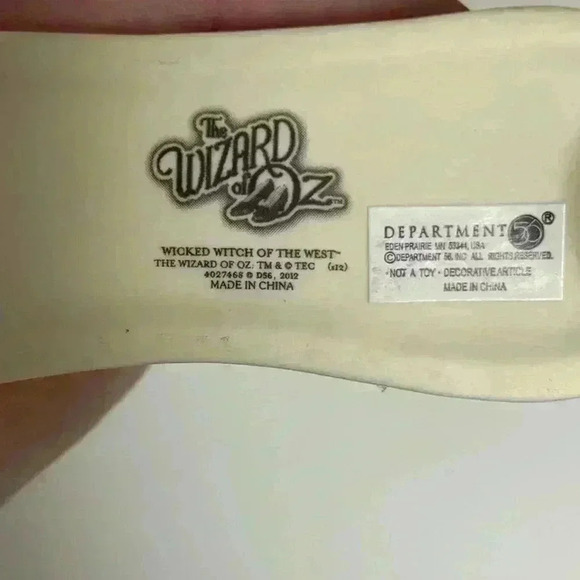 The
WIZARD
of OZ™
WICKED WITCH OF THE WEST™
THE WIZARD OF OZ: TM & © TEC (s12)
4027468 © D56, 2012
MADE IN CHINA
DEPARTMENT 56®
EDEN PRAIRIE MN 55344, USA
©DEPARTMENT 56, INC ALL RIGHTS RESERVED.
·NOT A TOY · DECORATIVE ARTICLE
MADE IN CHINA